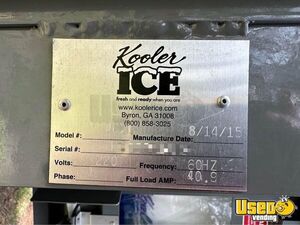 Kooler
ICE
fresh and ready when you are
www.koolerice.com
Byron, GA 31008
(800) 858-3025
Model #
8/14/15
Manufacture Date:
Serial #:
Volts: 220 Frequency: 60HZ
Phase: Full Load AMP: 40.9
Used
vending